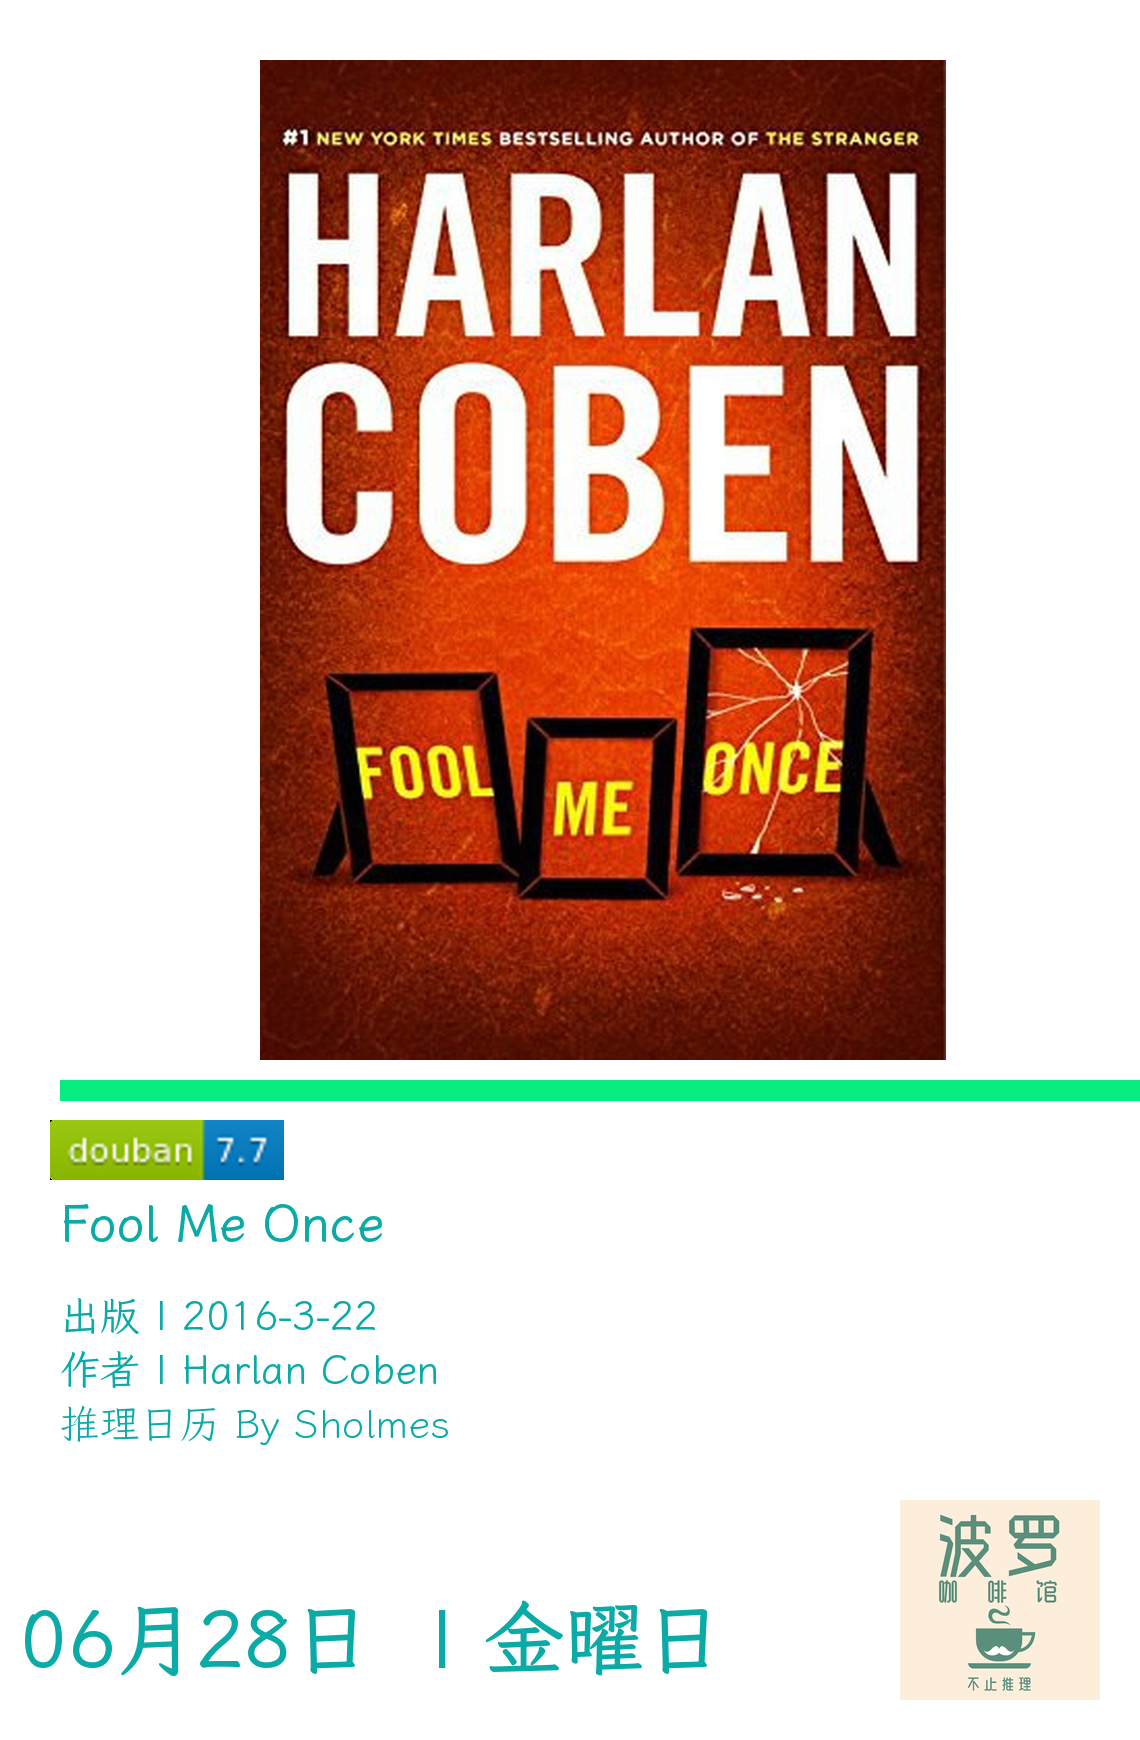 #1 NEW YORK TIMES BESTSELLING AUTHOR OF THE STRANGER
HARLAN
COBEN
FOOL
ME
ONCE
douban 7.7
Fool Me Once
出版 | 2016-3-22
作者 | Harlan Coben
推理日历 By Sholmes
06月28日 | 金曜日
波罗
咖啡馆
不止推理